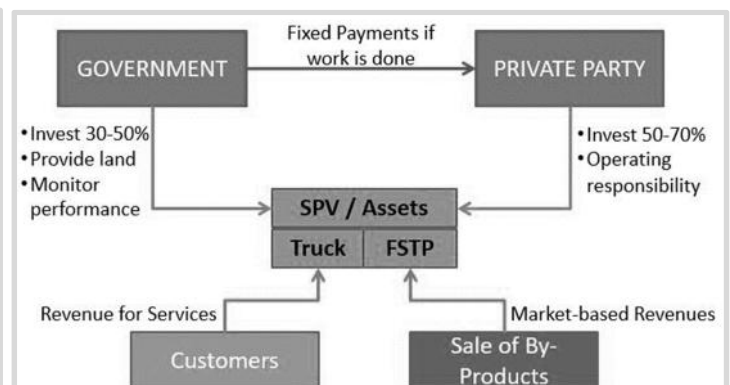 Fixed Payments if
work is done
GOVERNMENT
PRIVATE PARTY
•Invest 30-50%
•Provide land
•Monitor
performance
•Invest 50-70%
•Operating
responsibility
SPV / Assets
Truck
FSTP
Revenue for Services
Market-based Revenues
Customers
Sale of By-
Products